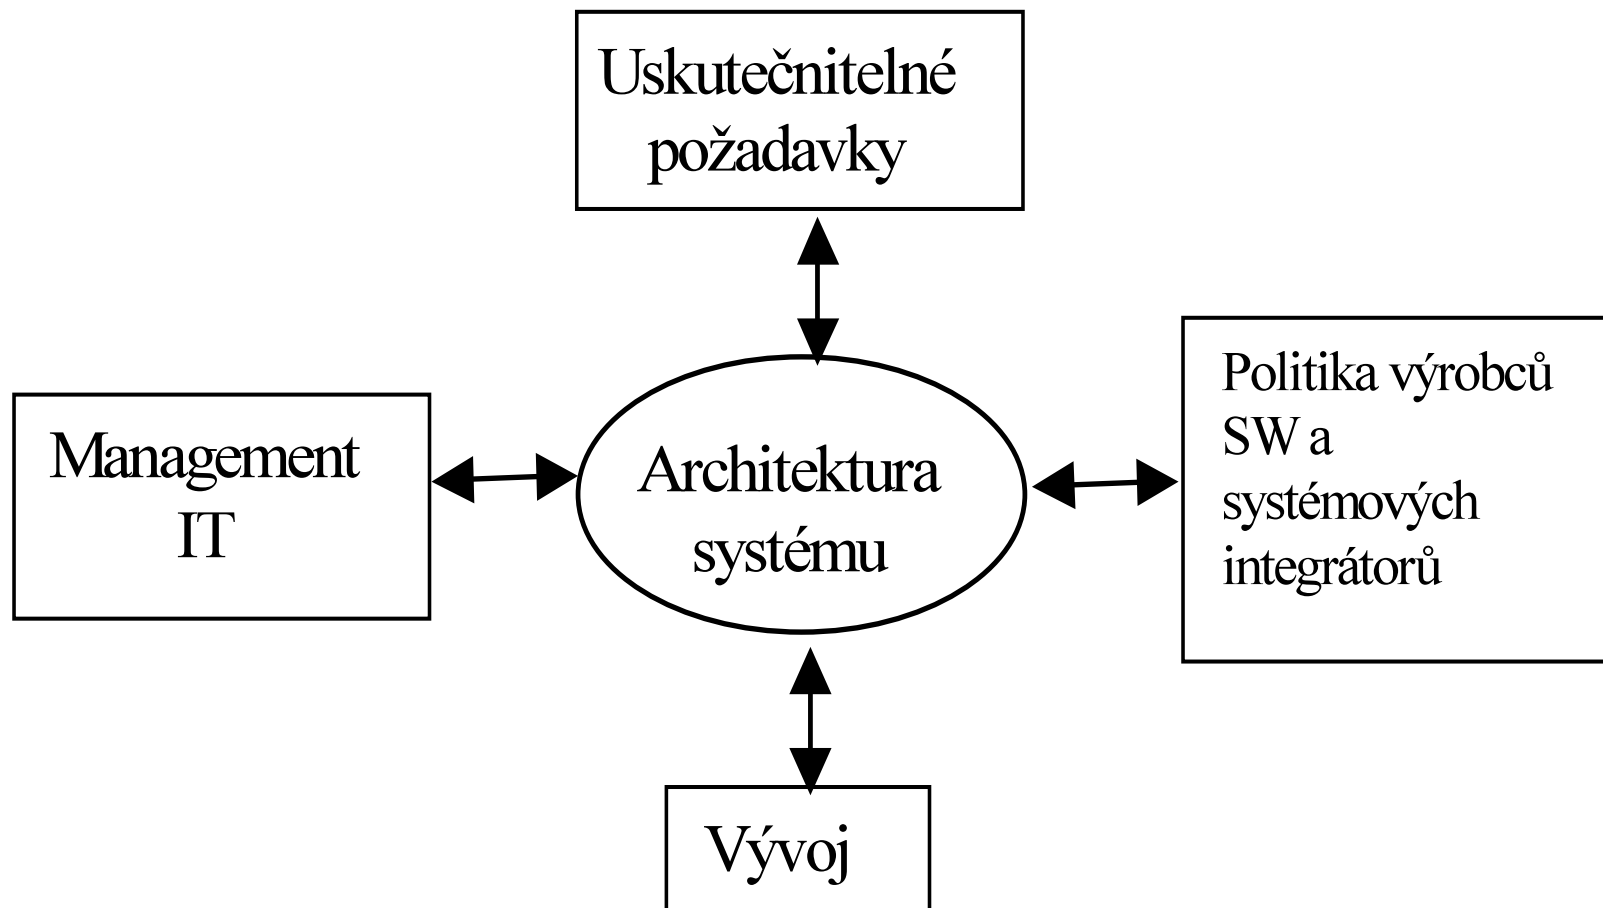 Uskutečnitelné
požadavky
Management
IT
Architektura
systému
Politika výrobců
SW a
systémových
integrátorů
Vývoj